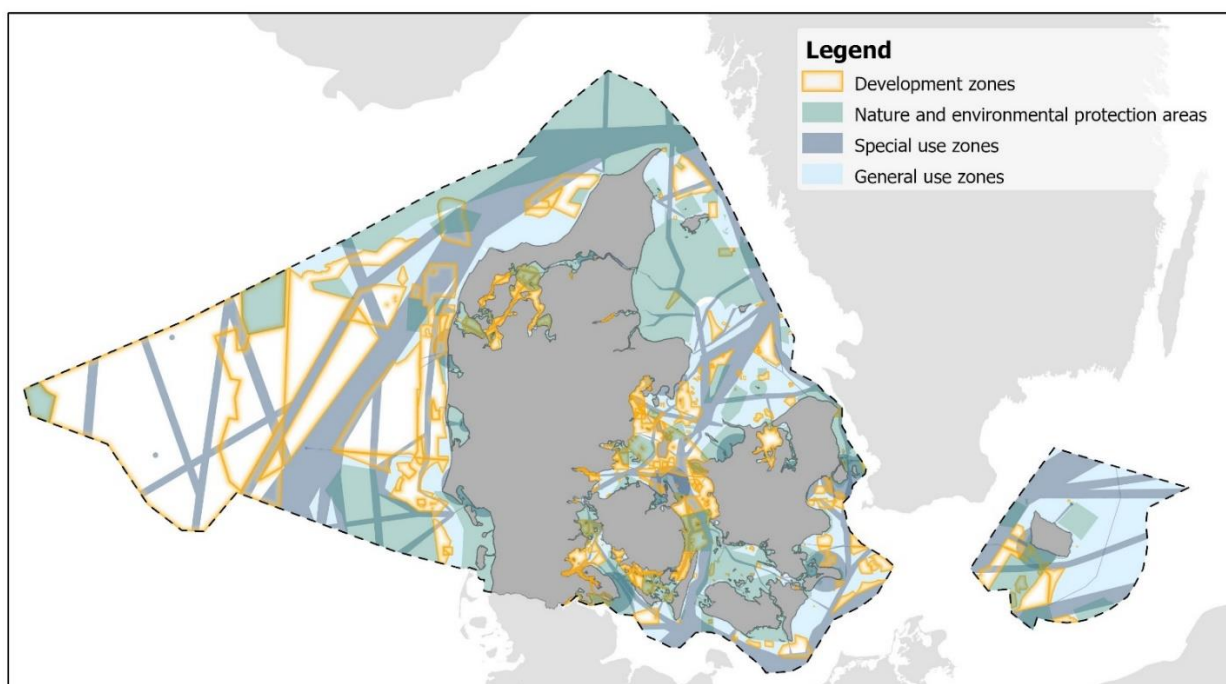 Legend
Development zones
Nature and environmental protection areas
Special use zones
General use zones